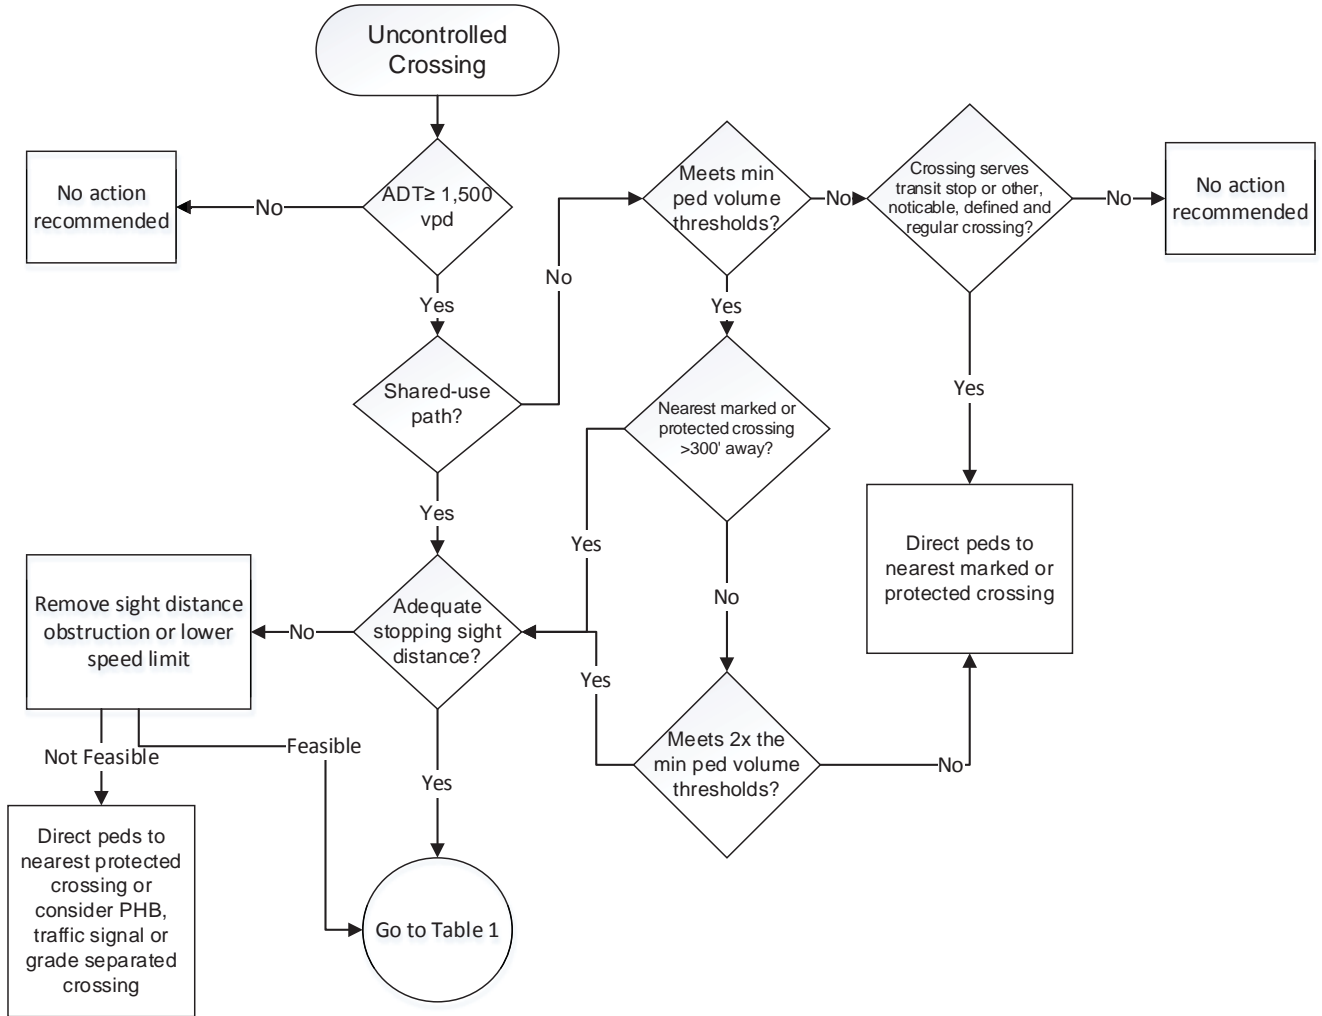 Uncontrolled
Crossing
ADT≥ 1,500
vpd
No
No action
recommended
Yes
Shared-use
path?
No
Meets min
ped volume
thresholds?
No
Crossing serves
transit stop or other,
noticable, defined and
regular crossing?
No
No action
recommended
Yes
Nearest marked or
protected crossing
>300' away?
Yes
Direct peds to
nearest marked or
protected crossing
Yes
Adequate
stopping sight
distance?
Yes
No
No
Remove sight distance
obstruction or lower
speed limit
Yes
Meets 2x the
min ped volume
thresholds?
No
Not Feasible
Feasible
Yes
Direct peds to
nearest protected
crossing or
consider PHB,
traffic signal or
grade separated
crossing
Go to Table 1